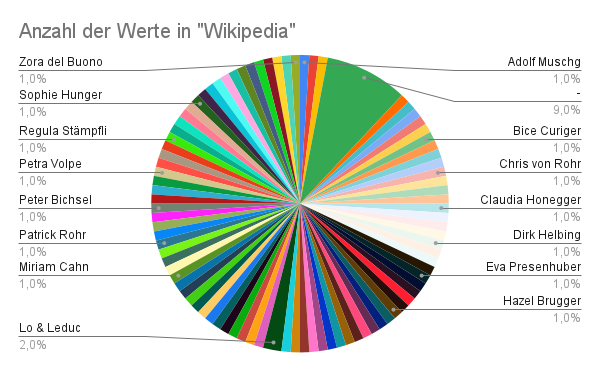 Anzahl der Werte in "Wikipedia"
Zora del Buono
1,0%
Sophie Hunger
1,0%
Regula Stämpfli
1,0%
Petra Volpe
1,0%
Peter Bichsel
1,0%
Patrick Rohr
1,0%
Miriam Cahn
1,0%
Lo & Leduc
2,0%
Adolf Muschg
1,0%
-
9,0%
Bice Curiger
1,0%
Chris von Rohr
1,0%
Claudia Honegger
1,0%
Dirk Helbing
1,0%
Eva Presenhuber
1,0%
Hazel Brugger
1,0%